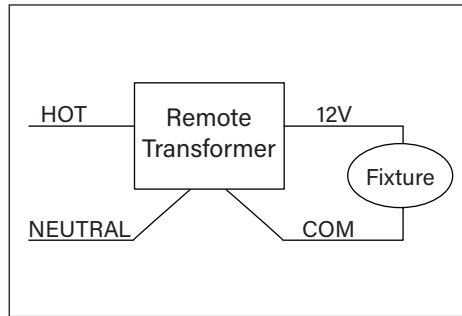 HOT
Remote
Transformer
12V
Fixture
NEUTRAL
COM